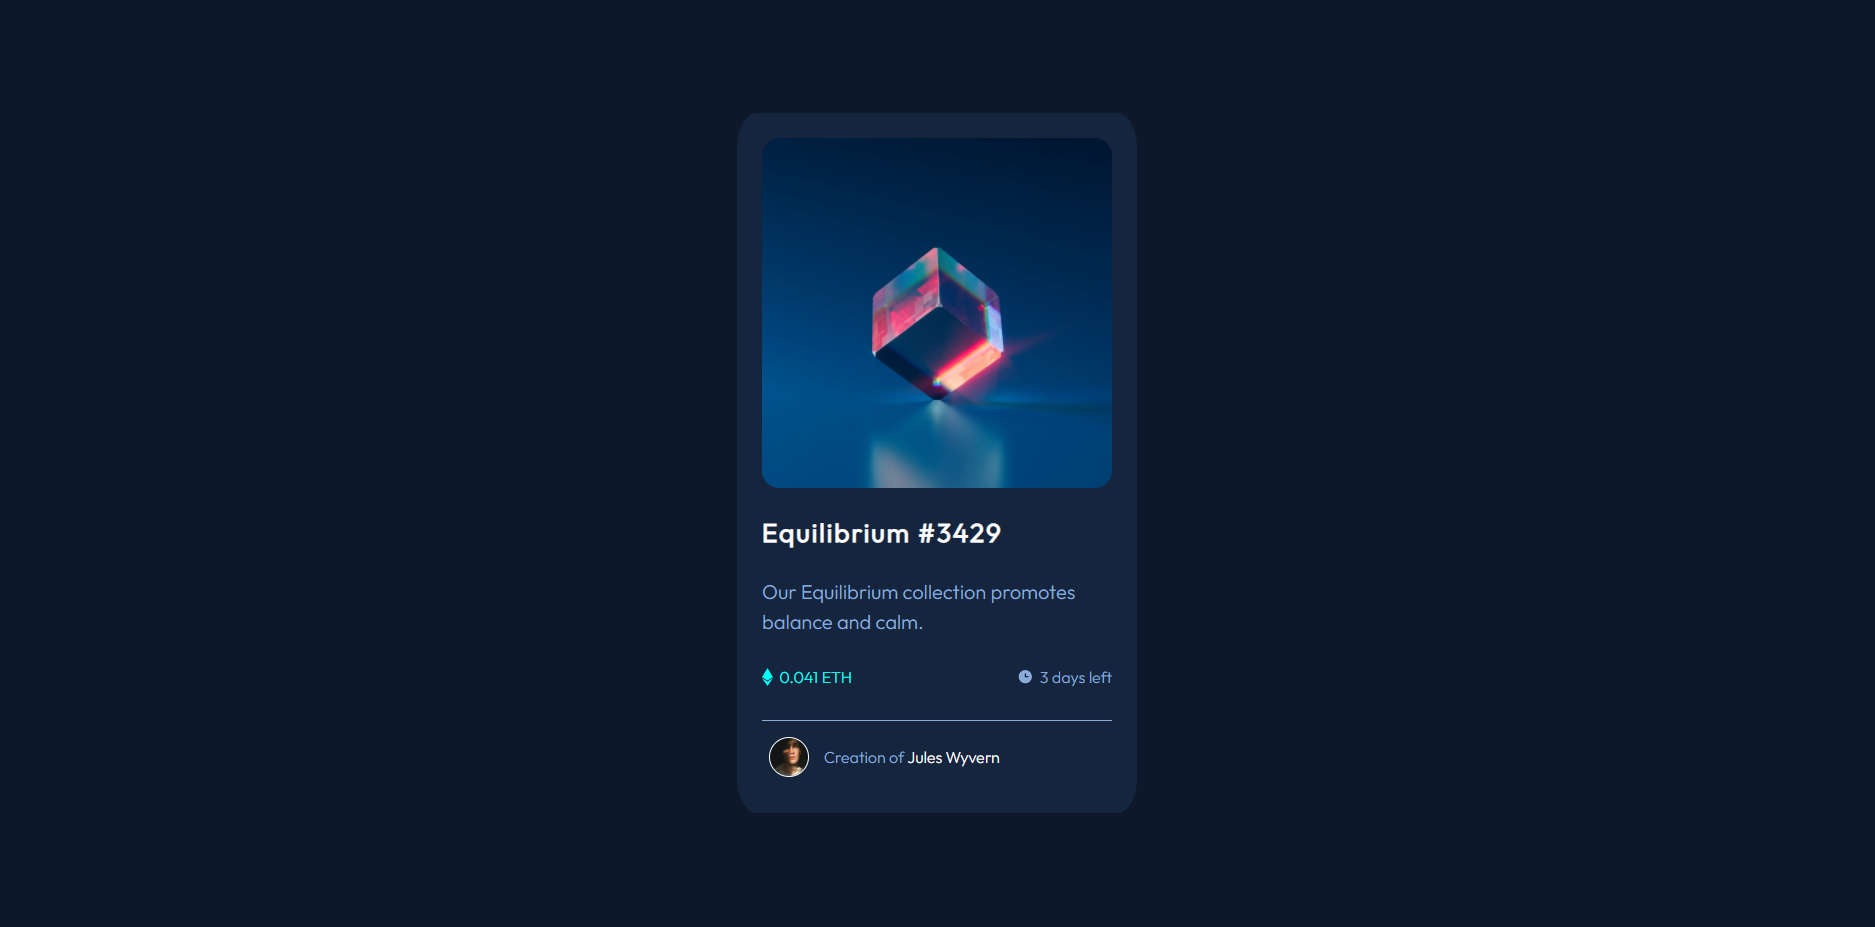 Equilibrium #3429
Our Equilibrium collection promotes
balance and calm.
0.041 ETH
3 days left
Creation of Jules Wyvern